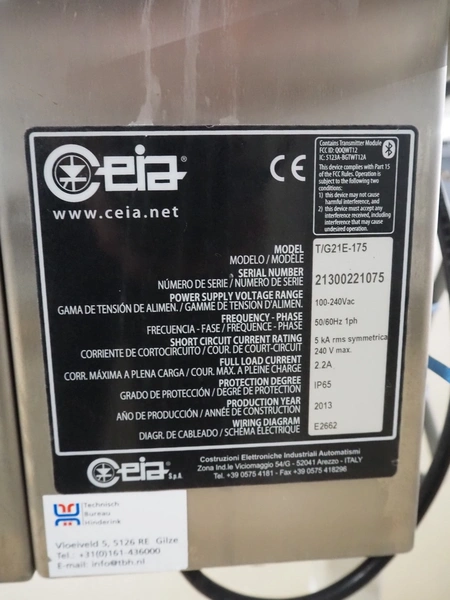 Ceia®
www.ceia.net
CE
Contains Transmitter Module
FCC ID: QOQWT12
IC: 5123A-BGTWT12A
This device complies with Part 15
of the FCC Rules. Operation is
subject to the following two
conditions:
1) this device may not cause
harmful interference, and
2) this device must accept any
interference received, including
interference that may cause
undesired operation.
MODEL T/G21E-175
MODELO / MODÈLE
SERIAL NUMBER 21300221075
NÚMERO DE SERIE / NUMERO DE SERIE
POWER SUPPLY VOLTAGE RANGE 100-240Vac
GAMA DE TENSIÓN DE ALIMEN. / GAMME DE TENSION D'ALIMEN.
FREQUENCY - PHASE 50/60Hz 1ph
FRECUENCIA - FASE / FREQUENCE - PHASE
SHORT CIRCUIT CURRENT RATING 5 kA rms symmetrical
CORRIENTE DE CORTOCIRCUITO / COUR. DE COURT-CIRCUIT 240 V max.
FULL LOAD CURRENT 2.2A
CORR. MÁXIMA A PLENA CARGA / COUR. MAX. A PLEINE CHARGE
PROTECTION DEGREE IP65
GRADO DE PROTECCIÓN / DEGRÉ DE PROTECTION
PRODUCTION YEAR 2013
AÑO DE PRODUCCIÓN / ANNÉE DE CONSTRUCTION
WIRING DIAGRAM E2662
DIAGR. DE CABLEADO / SCHÉMA ÉLECTRIQUE
Ceia® S.p.A.
Costruzioni Elettroniche Industriali Automatismi
Zona Ind.le Viciomaggio 54/G - 52041 Arezzo - ITALY
Tel. +39 0575 4181 - Fax +39 0575 418298
Technisch
Bureau
Hinderink
Vloeiveld 5, 5126 RE Gilze
Tel.: +31(0)161-436000
E-mail: info@tbh.nl